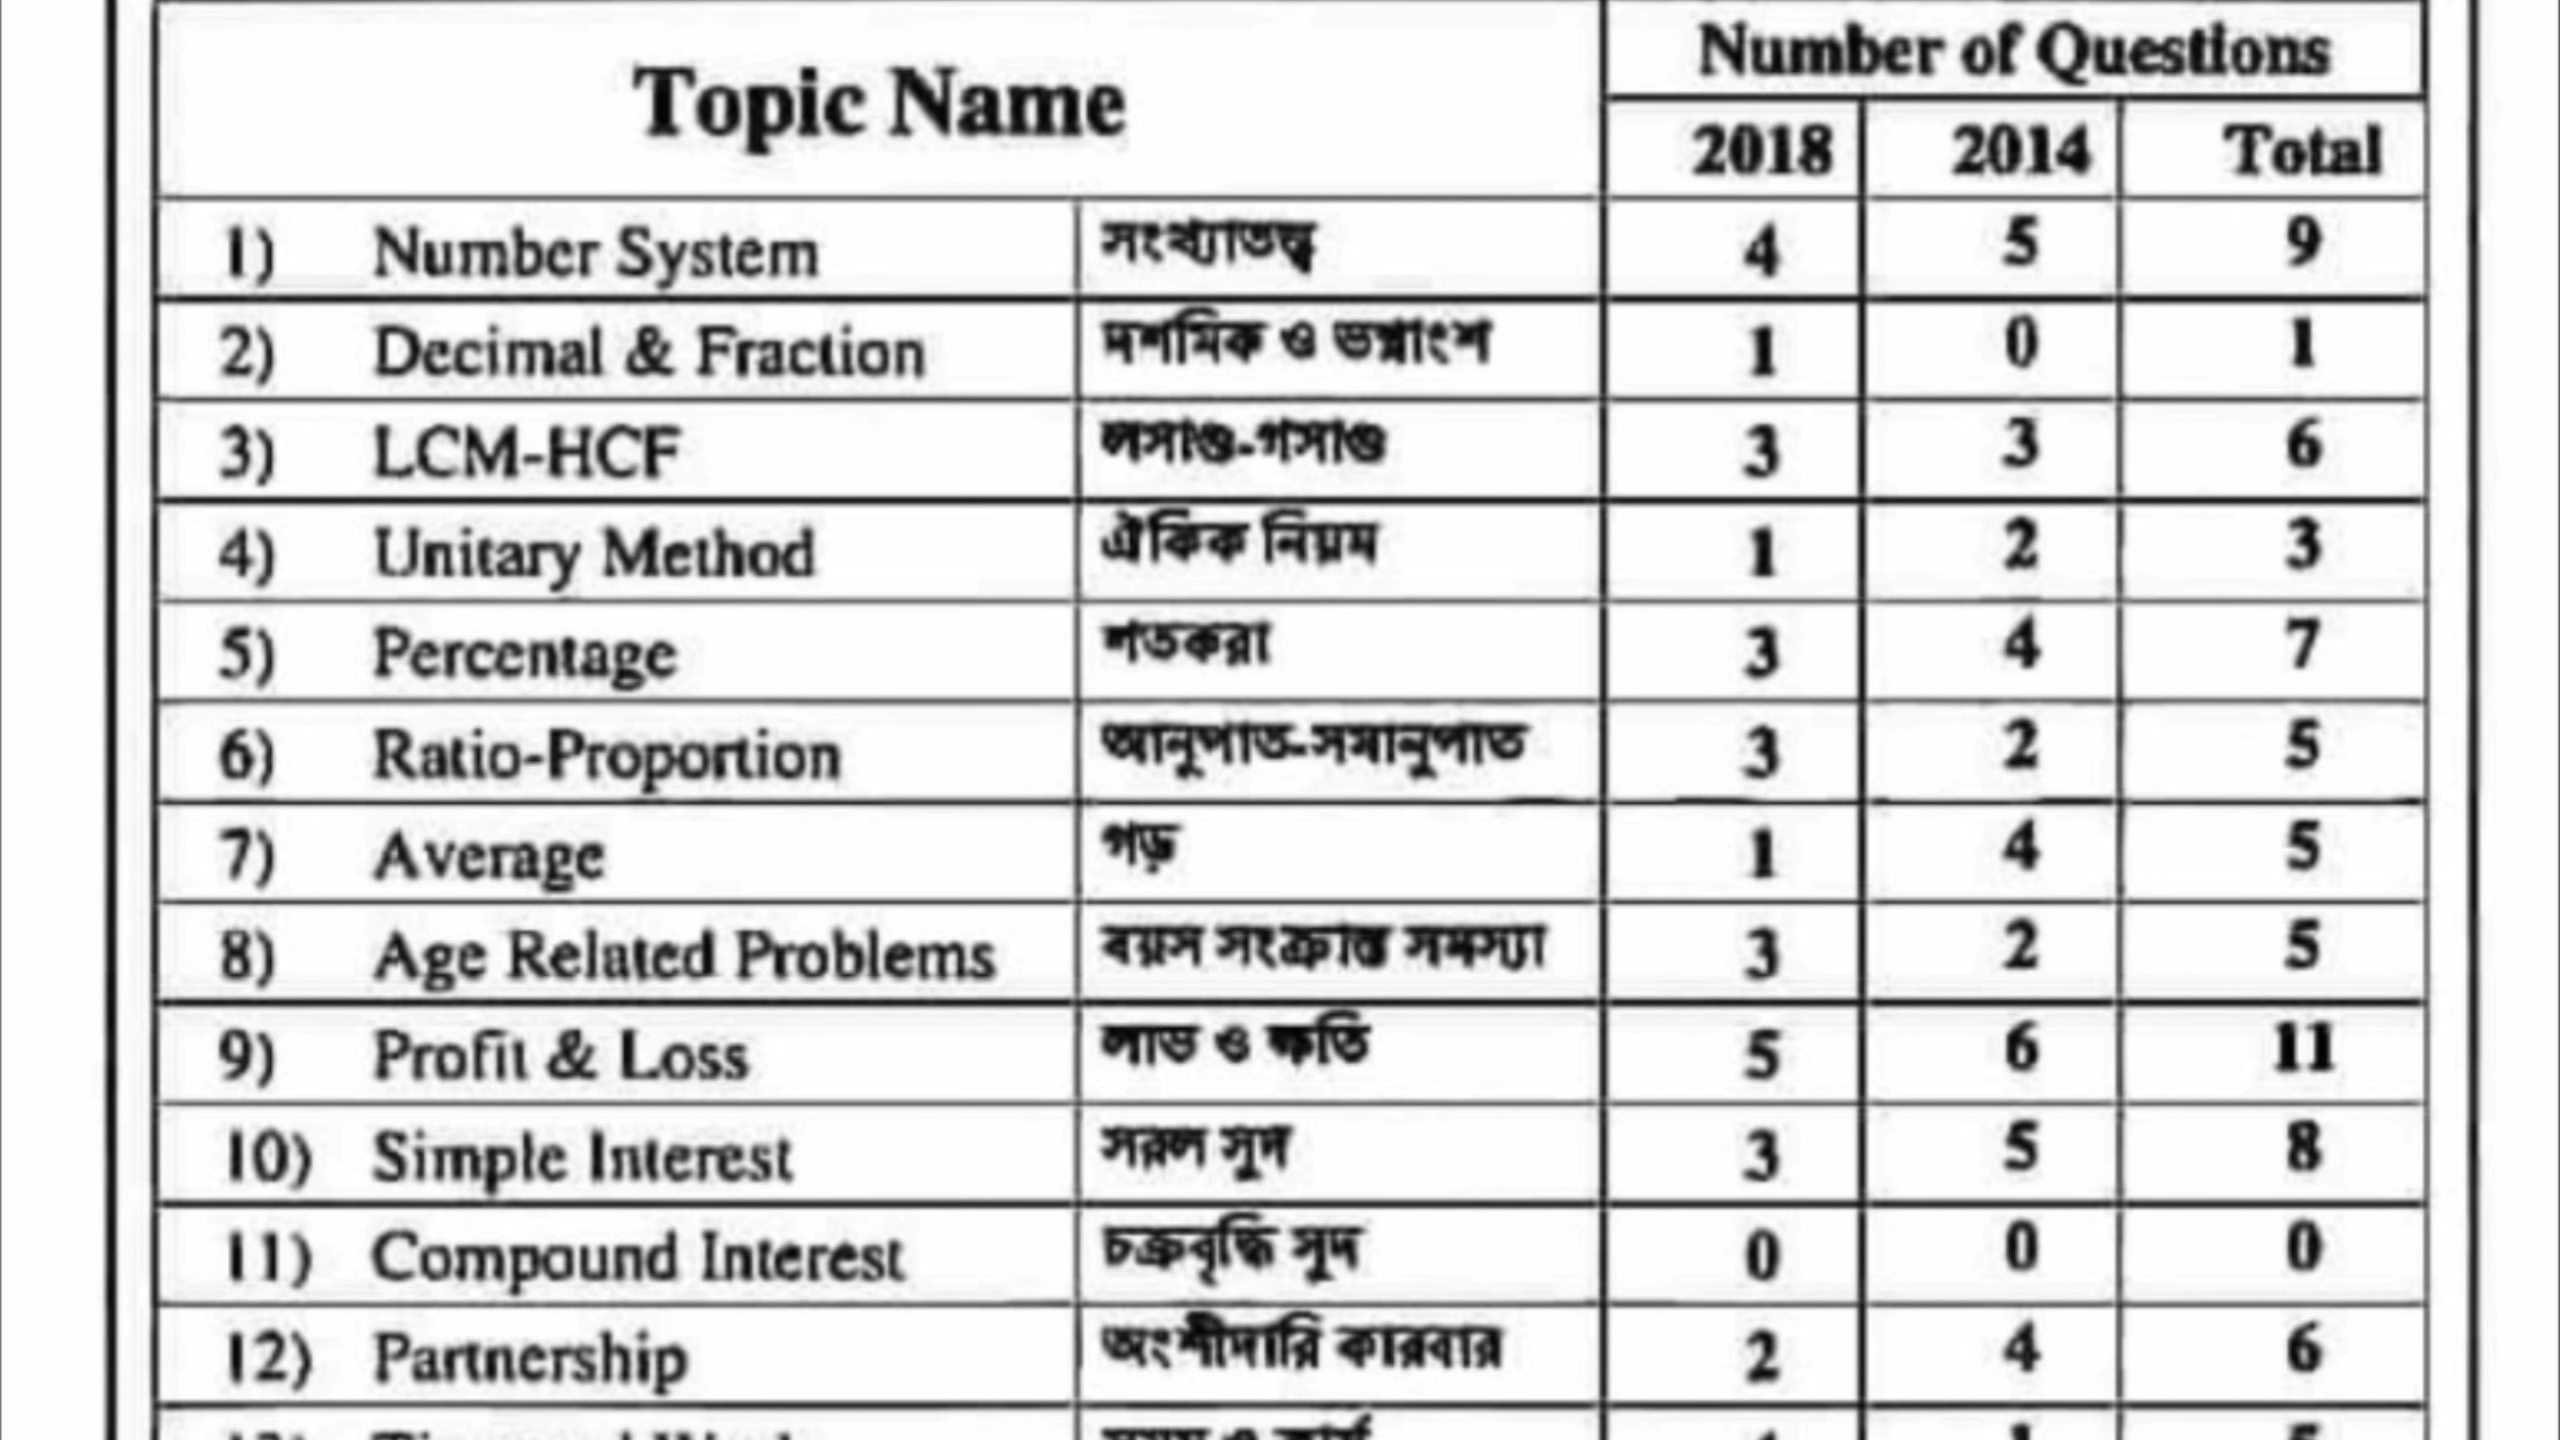 Topic Name Number of Questions
2018 2014 Total
1) Number System সংখ্যাতত্ত্ব 4 5 9
2) Decimal & Fraction দশমিক ও ভগ্নাংশ 1 0 1
3) LCM-HCF লসাগু-গসাগু 3 3 6
4) Unitary Method ঐকিক নিয়ম 1 2 3
5) Percentage শতকরা 3 4 7
6) Ratio-Proportion আনুপাত-সমানুপাত 3 2 5
7) Average গড় 1 4 5
8) Age Related Problems বয়স সংক্রান্ত সমস্যা 3 2 5
9) Profit & Loss লাভ ও ক্ষতি 5 6 11
10) Simple Interest সরল সুদ 3 5 8
11) Compound Interest চক্রবৃদ্ধি সুদ 0 0 0
12) Partnership অংশীদারি কারবার 2 4 6